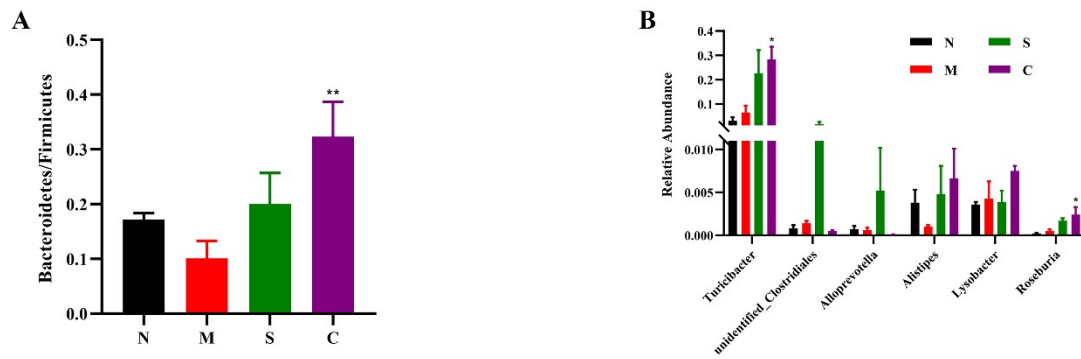 A
Bacteroidetes/Firmicutes
0.5
0.4
0.3
0.2
0.1
0.0
**
N
M
S
C
B
Relative Abundance
0.4
0.3
0.2
0.1
0.010
0.005
0.000
*
*
N
S
M
C
Turicibacter
unidentified_Clostridiales
Alloprevotella
Alistipes
Lysobacter
Roseburia